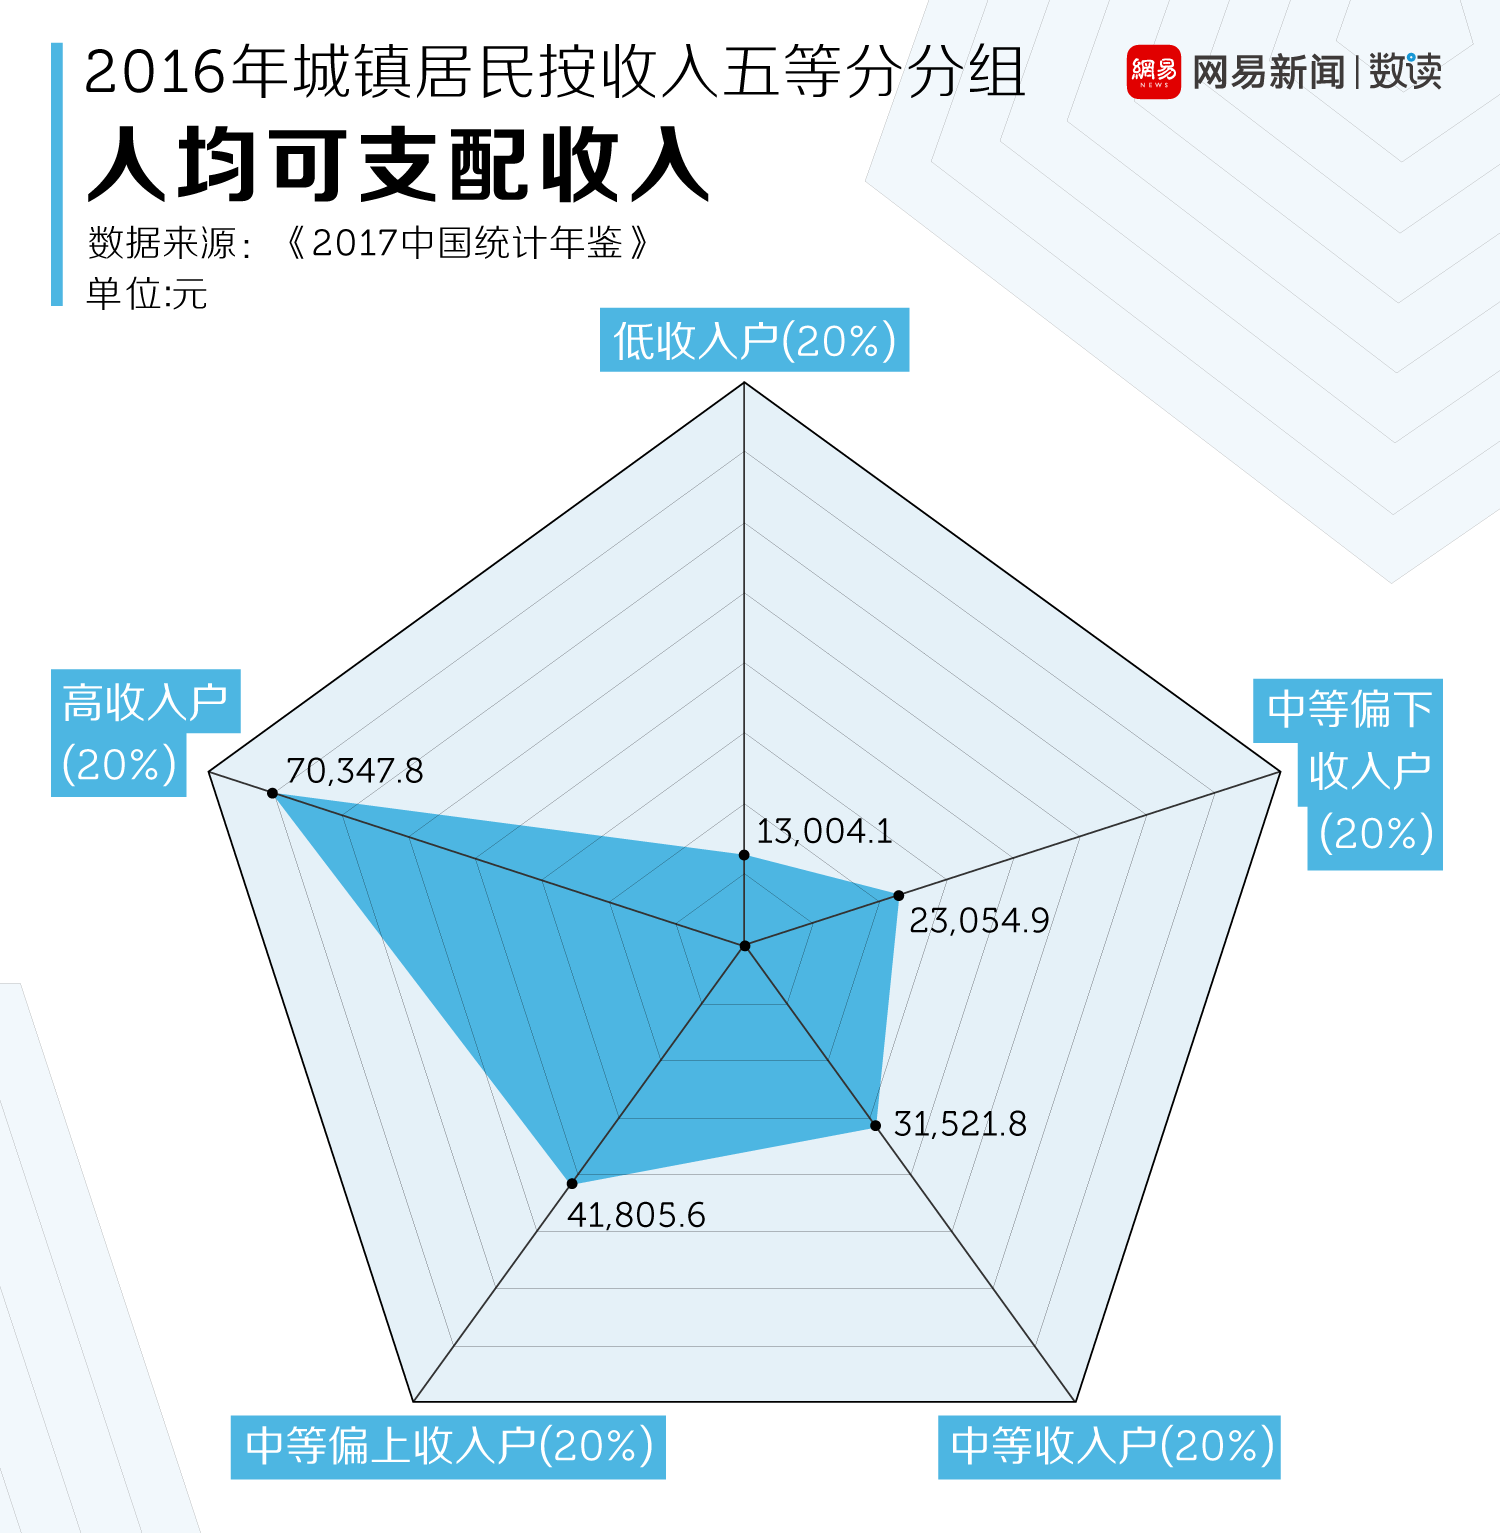 2016年城镇居民按收入五等分分组
網易
NEWS
网易新闻|数读
人均可支配收入
数据来源：《2017中国统计年鉴》
单位:元
低收入户(20%)
高收入户
(20%)
中等偏下
收入户
(20%)
70,347.8
13,004.1
23,054.9
31,521.8
41,805.6
中等偏上收入户(20%)
中等收入户(20%)